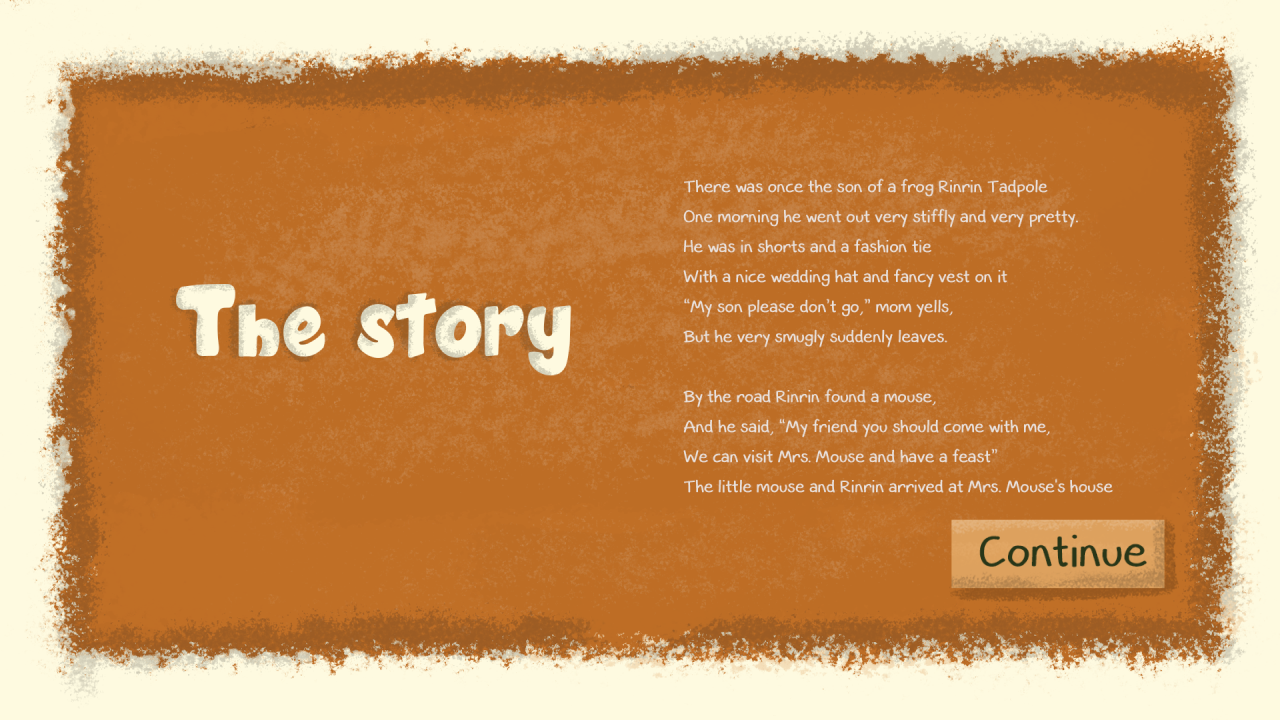 The story
There was once the son of a frog Rinrin Tadpole
One morning he went out very stiffly and very pretty.
He was in shorts and a fashion tie
With a nice wedding hat and fancy vest on it
“My son please don't go,” mom yells,
But he very smugly suddenly leaves.
By the road Rinrin found a mouse,
And he said, “My friend you should come with me,
We can visit Mrs. Mouse and have a feast”
The little mouse and Rinrin arrived at Mrs. Mouse's house
Continue